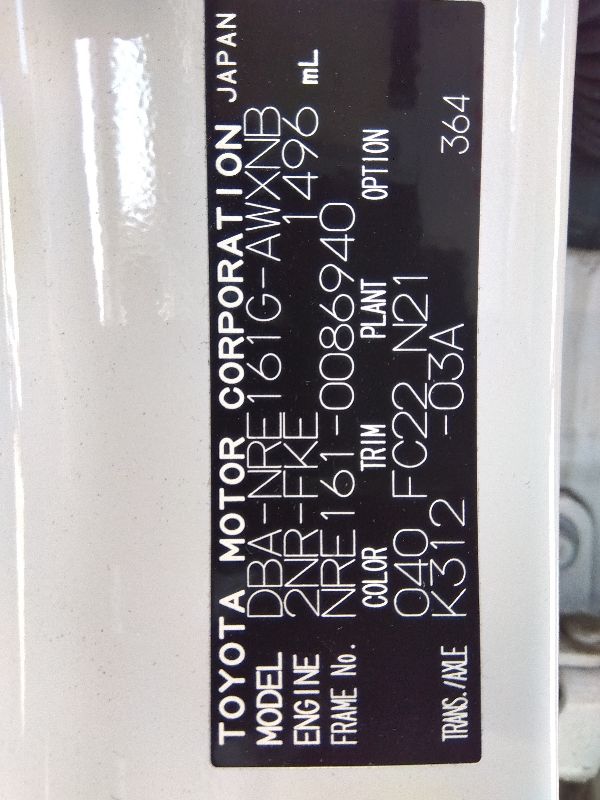 TOYOTA MOTOR CORPORATION JAPAN
MODEL DBA-NRE161G-AWXNB
ENGINE 2NR-FKE 1496 mL
FRAME No. NRE161-0086940
COLOR TRIM PLANT OPTION
040 FC22 N21
TRANS./AXLE K312 -03A 364